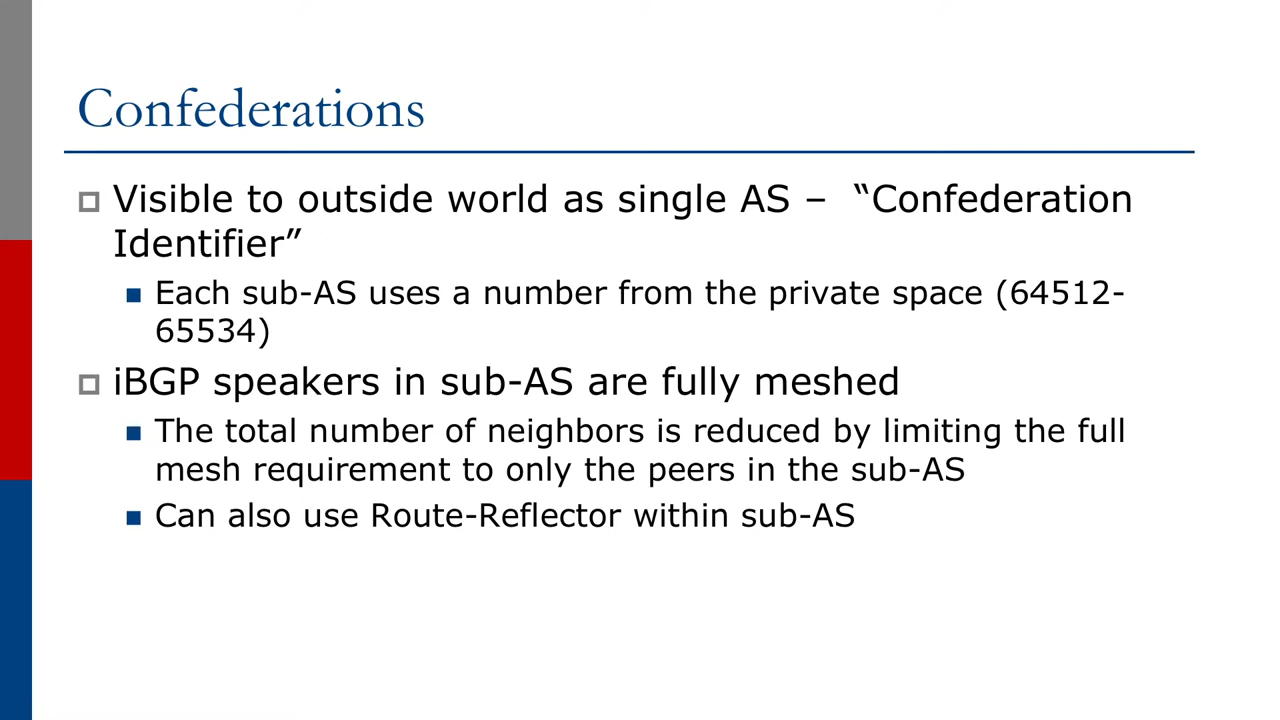 Confederations
Visible to outside world as single AS – “Confederation
Identifier”
Each sub-AS uses a number from the private space (64512-
65534)
iBGP speakers in sub-AS are fully meshed
The total number of neighbors is reduced by limiting the full
mesh requirement to only the peers in the sub-AS
Can also use Route-Reflector within sub-AS